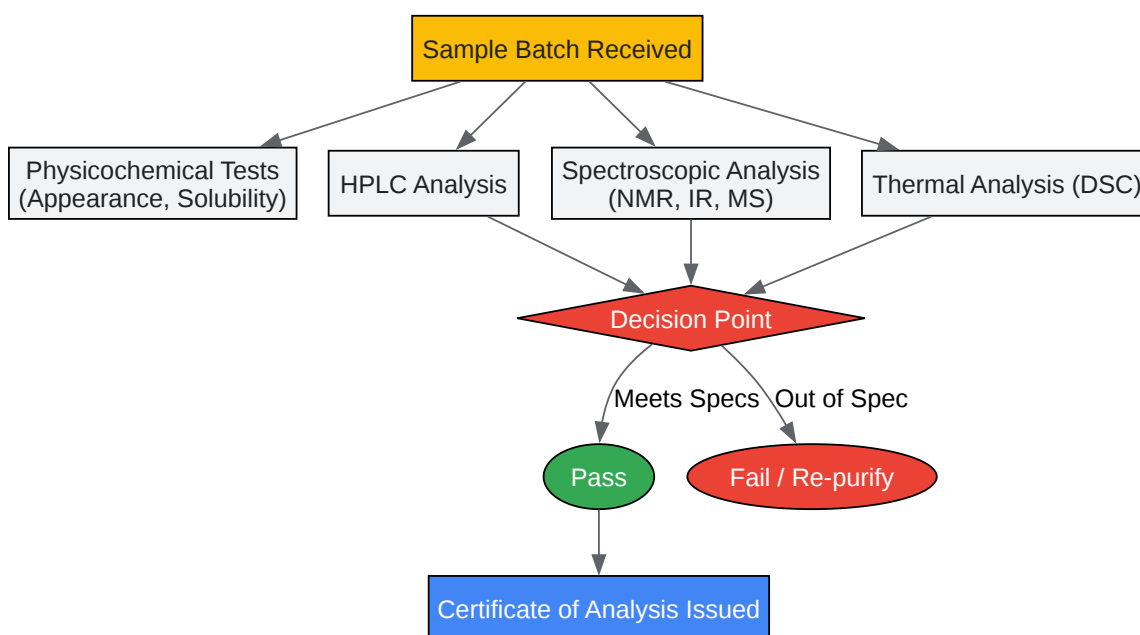 Sample Batch Received
Physicochemical Tests
(Appearance, Solubility)
HPLC Analysis
Spectroscopic Analysis
(NMR, IR, MS)
Thermal Analysis (DSC)
Decision Point
Meets Specs
Out of Spec
Pass
Fail / Re-purify
Certificate of Analysis Issued